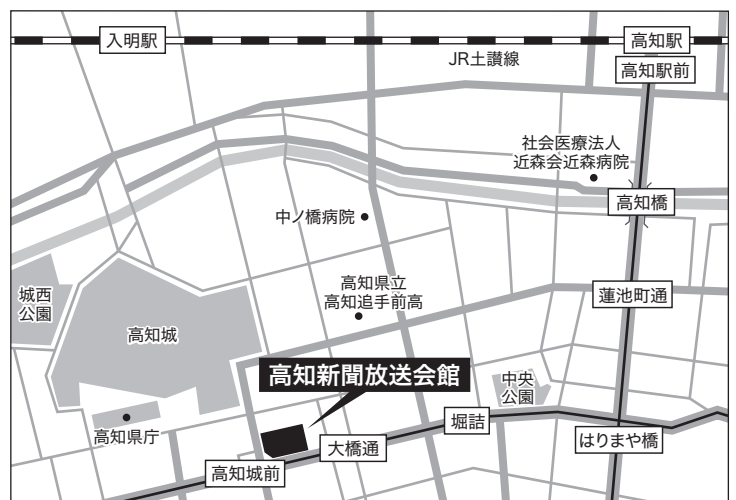 入明駅
高知駅
JR土讃線
高知駅前
社会医療法人
近森会近森病院
高知橋
中ノ橋病院
城西
公園
高知県立
高知追手前高
蓮池町通
高知城
高知新聞放送会館
中央
公園
高知県庁
堀詰
大橋通
はりまや橋
高知城前